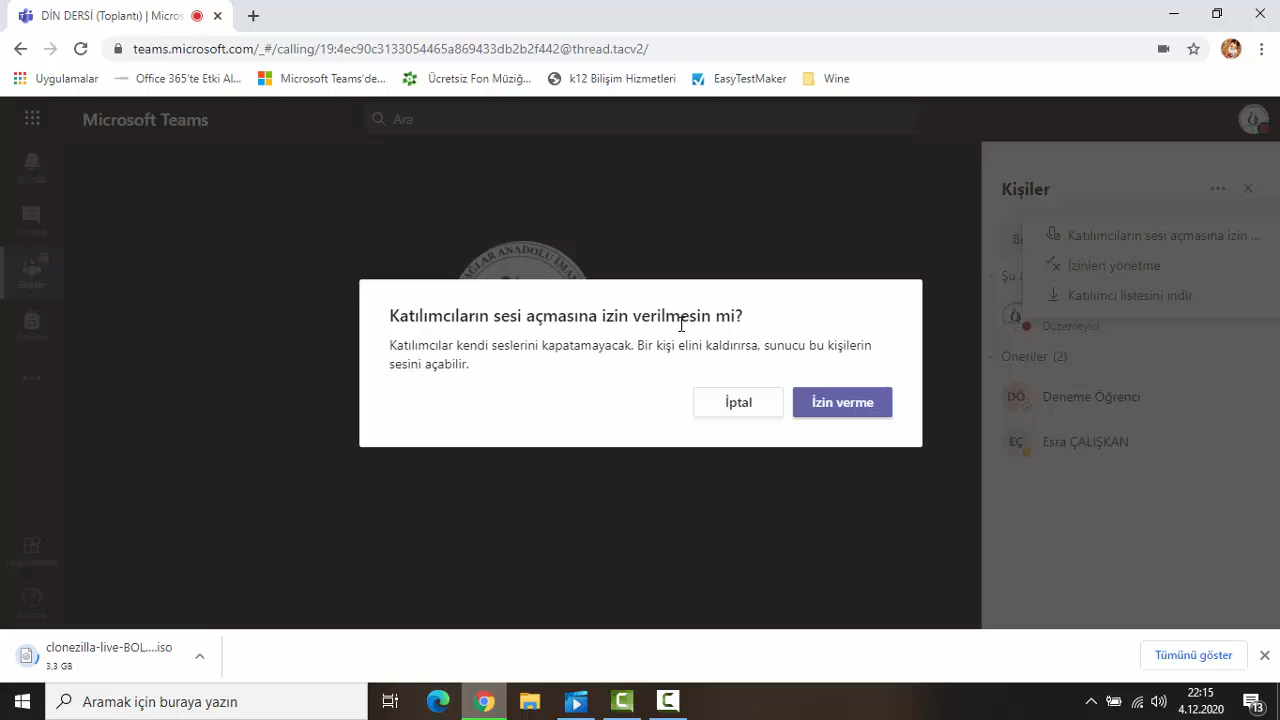 DİN DERSİ (Toplantı) | Micros
teams.microsoft.com/_#/calling/19:4ec90c3133054465a869433db2b2f442@thread.tacv2/
Uygulamalar
Office 365'te Etki Al...
Microsoft Teams'de...
Ücretsiz Fon Müziğ...
k12 Bilişim Hizmetleri
EasyTestMaker
Wine
Microsoft Teams
Ara
Kişiler
Katılımcıların sesi açmasına izin ...
İzinleri yönetme
Katılımcı listesini indir
Düzenleyici
Öneriler (2)
DÖ
Deneme Öğrenci
EÇ
Esra ÇALIŞKAN
Katılımcıların sesi açmasına izin verilmesin mi?
Katılımcılar kendi seslerini kapatamayacak. Bir kişi elini kaldırırsa, sunucu bu kişilerin
sesini açabilir.
İptal
İzin verme
clonezilla-live-BOL....iso
3.3 GB
Tümünü göster
Aramak için buraya yazın
22:15
4.12.2020
13